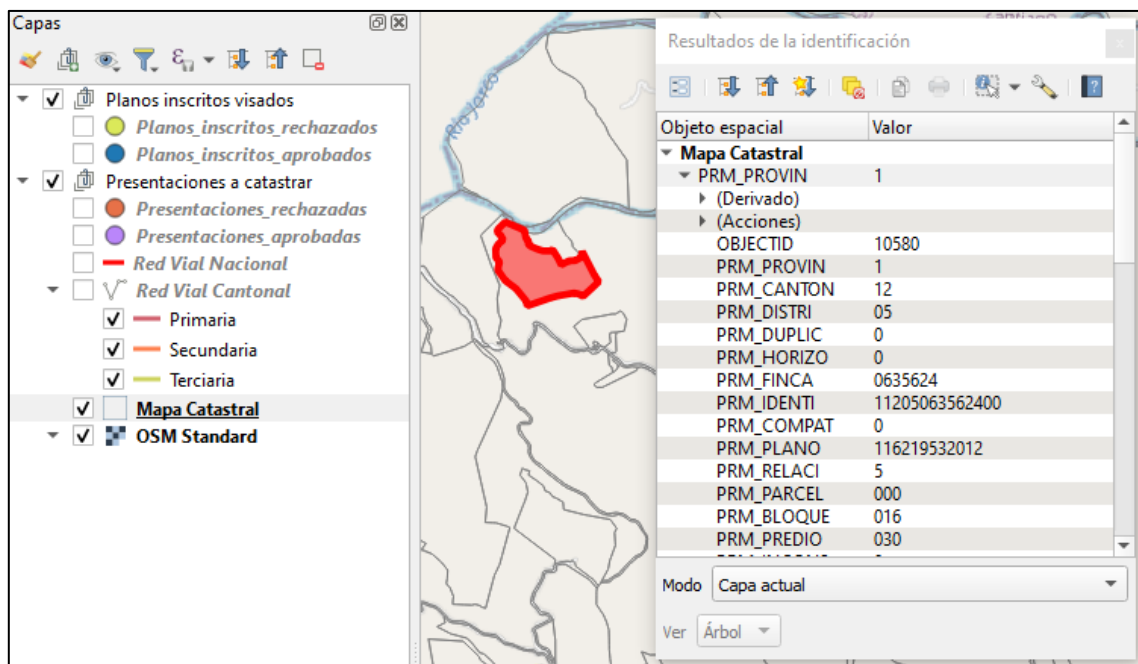 Capas
Planos inscritos visados
Planos_inscritos_rechazados
Planos_inscritos_aprobados
Presentaciones a catastrar
Presentaciones_rechazadas
Presentaciones_aprobadas
Red Vial Nacional
Red Vial Cantonal
Primaria
Secundaria
Terciaria
Mapa Catastral
OSM Standard
Río Jorco
Resultados de la identificación
Objeto espacial Valor
Mapa Catastral
PRM_PROVIN 1
(Derivado)
(Acciones)
OBJECTID 10580
PRM_PROVIN 1
PRM_CANTON 12
PRM_DISTRI 05
PRM_DUPLIC 0
PRM_HORIZO 0
PRM_FINCA 0635624
PRM_IDENTI 11205063562400
PRM_COMPAT 0
PRM_PLANO 116219532012
PRM_RELACI 5
PRM_PARCEL 000
PRM_BLOQUE 016
PRM_PREDIO 030
Modo Capa actual
Ver Árbol